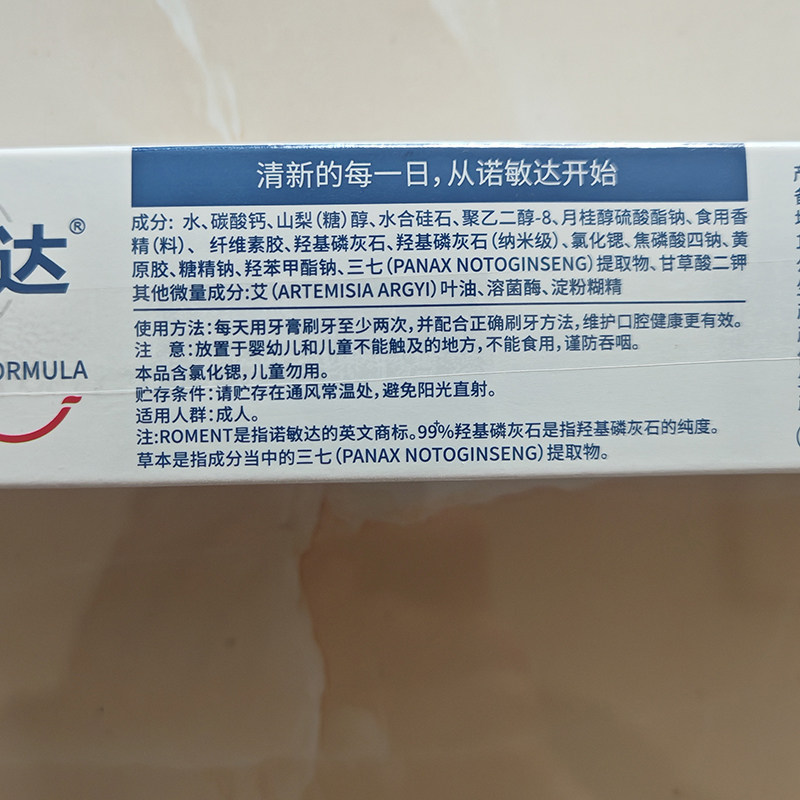 清新的每一日,从诺敏达开始
成分: 水、碳酸钙、山梨(糖)醇、水合硅石、聚乙二醇-8、月桂醇硫酸酯钠、食用香
精(料)、 纤维素胶、羟基磷灰石、羟基磷灰石(纳米级)、氯化锶、焦磷酸四钠、黄
原胶、糖精钠、羟苯甲酯钠、三七(PANAX NOTOGINSENG)提取物、甘草酸二钾
其他微量成分:艾(ARTEMISIA ARGYI)叶油、溶菌酶、淀粉糊精
使用方法:每天用牙膏刷牙至少两次,并配合正确刷牙方法,维护口腔健康更有效。
注 意:放置于婴幼儿和儿童不能触及的地方,不能食用,谨防吞咽。
本品含氯化锶,儿童勿用。
贮存条件:请贮存在通风常温处,避免阳光直射。
适用人群:成人。
注:ROMENT是指诺敏达的英文商标。99%羟基磷灰石是指羟基磷灰石的纯度。
草本是指成分当中的三七(PANAX NOTOGINSENG)提取物。
达®
ORMULA